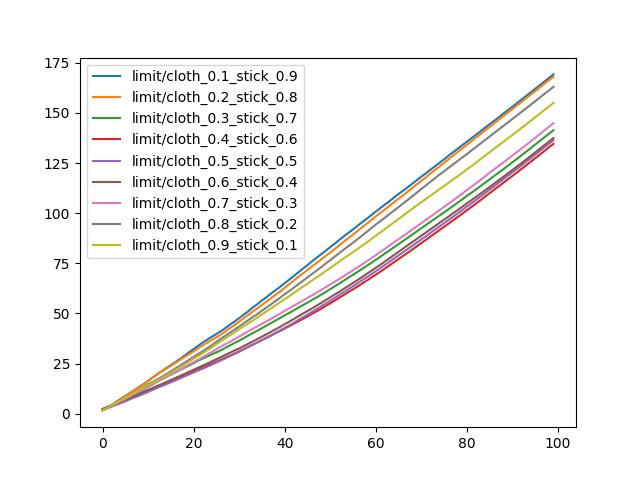 175
150
125
100
75
50
25
0
limit/cloth_0.1_stick_0.9
limit/cloth_0.2_stick_0.8
limit/cloth_0.3_stick_0.7
limit/cloth_0.4_stick_0.6
limit/cloth_0.5_stick_0.5
limit/cloth_0.6_stick_0.4
limit/cloth_0.7_stick_0.3
limit/cloth_0.8_stick_0.2
limit/cloth_0.9_stick_0.1
0 20 40 60 80 100